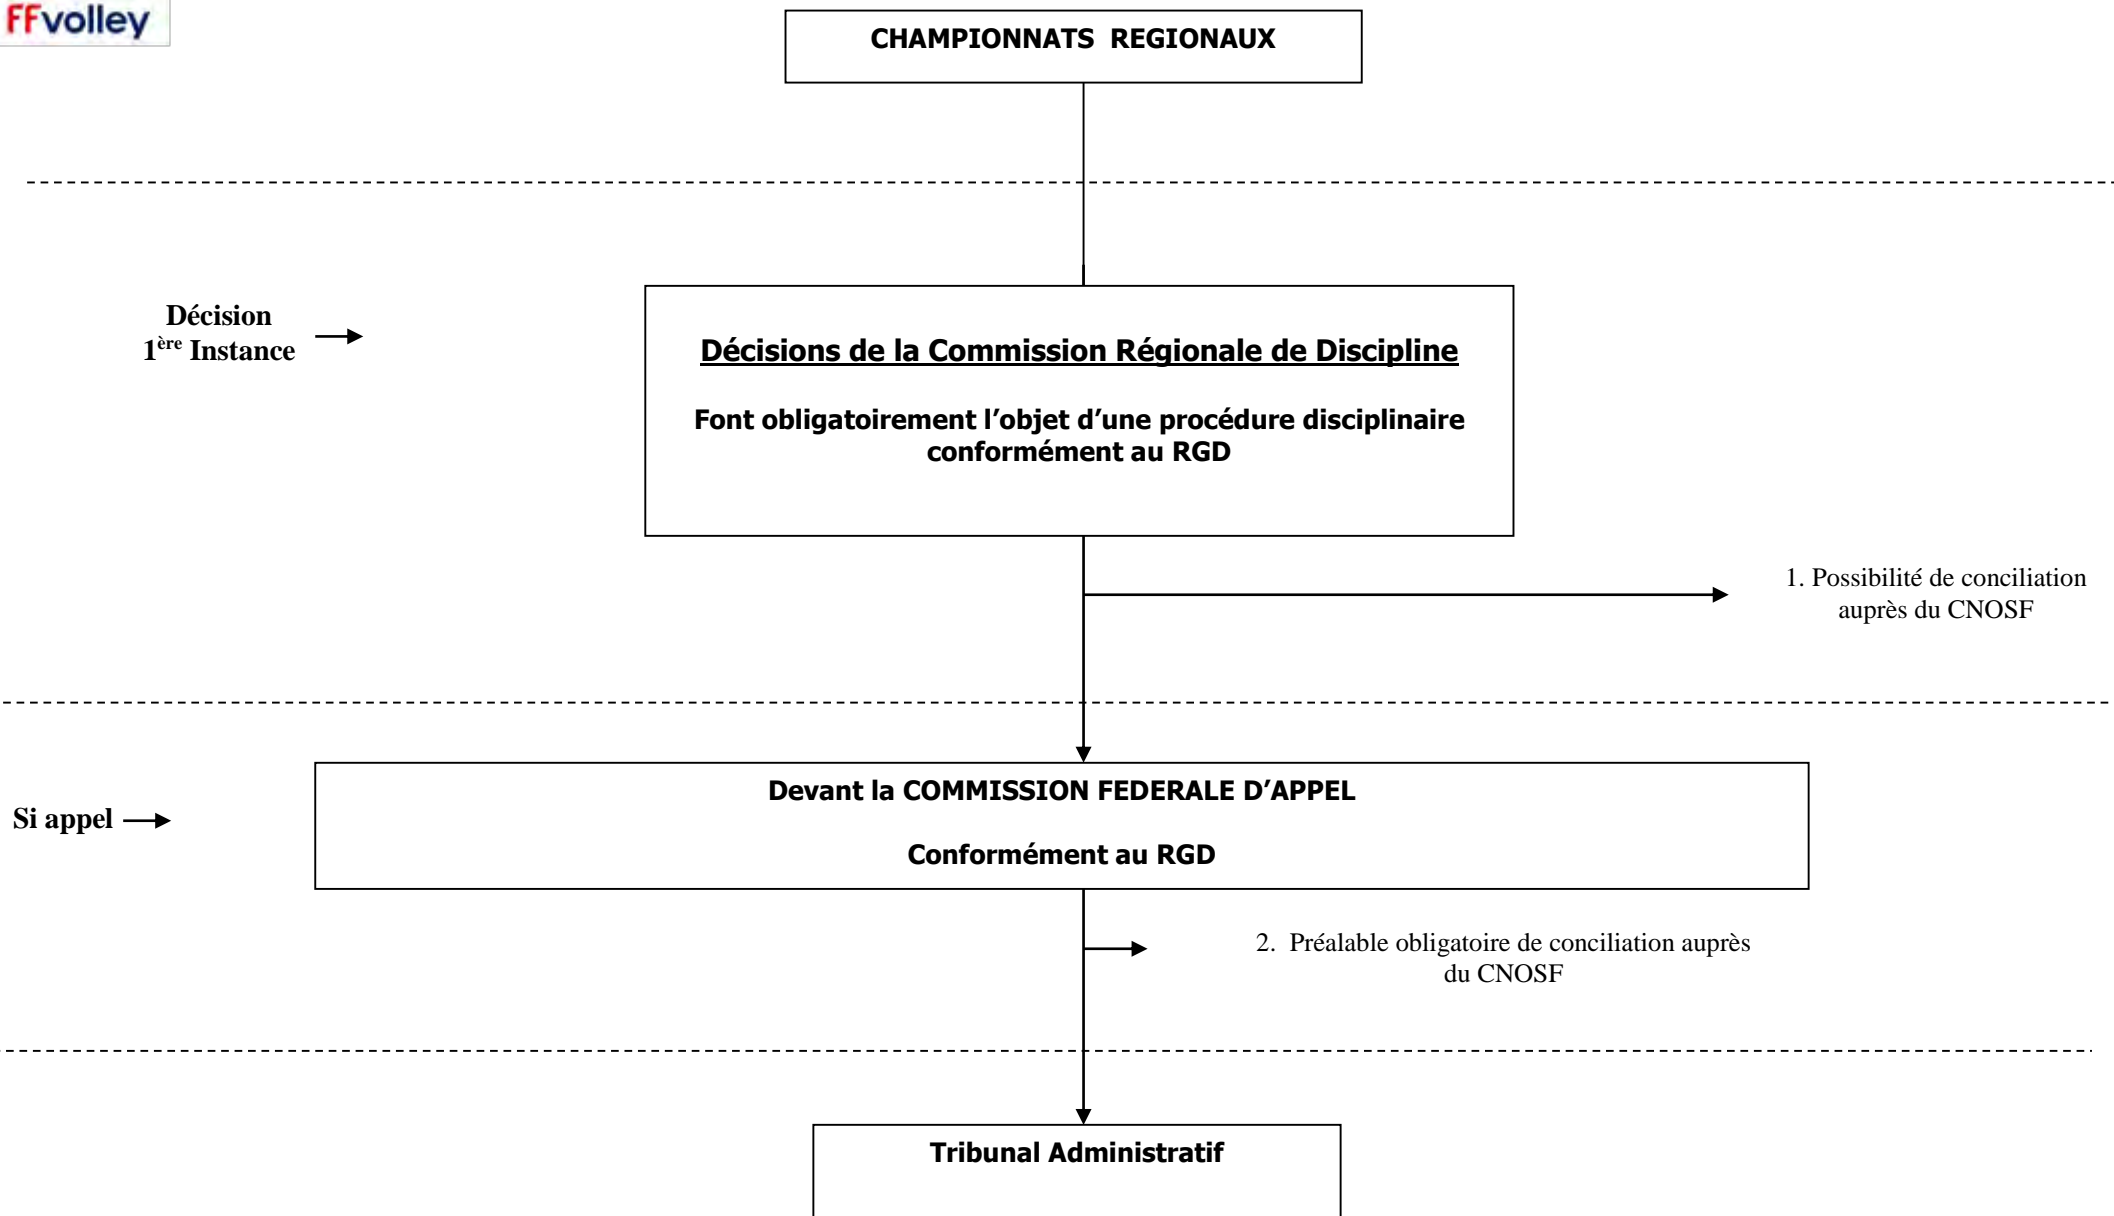 FFvolley
CHAMPIONNATS REGIONAUX
Décision
1ère Instance
Décisions de la Commission Régionale de Discipline
Font obligatoirement l’objet d’une procédure disciplinaire
conformément au RGD
1. Possibilité de conciliation
auprès du CNOSF
Si appel
Devant la COMMISSION FEDERALE D’APPEL
Conformément au RGD
2. Préalable obligatoire de conciliation auprès
du CNOSF
Tribunal Administratif